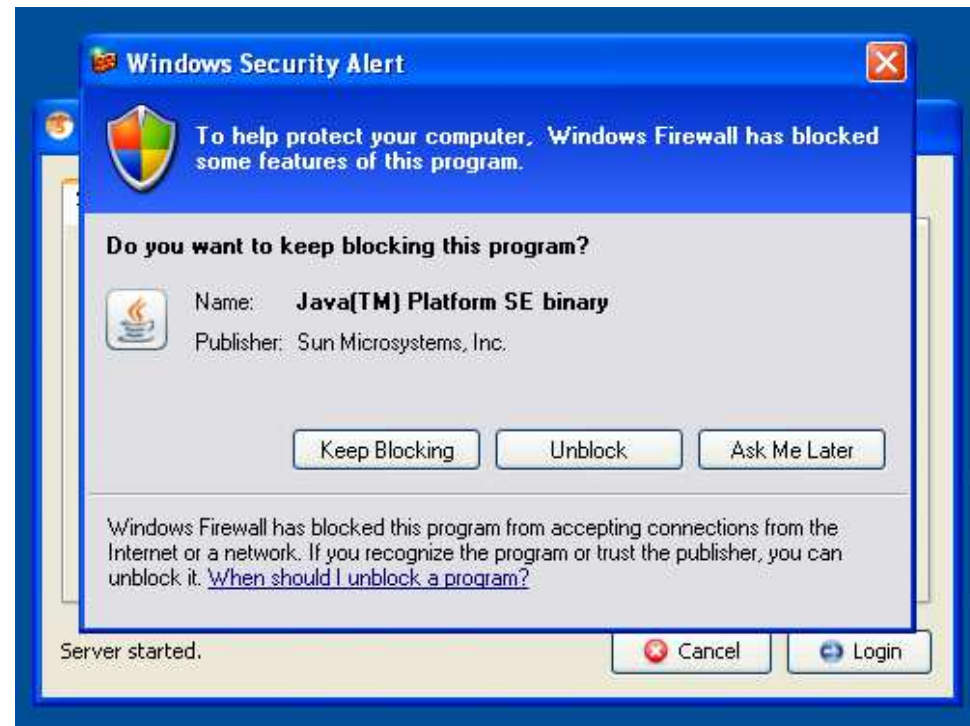 Windows Security Alert
To help protect your computer, Windows Firewall has blocked
some features of this program.
Do you want to keep blocking this program?
Name: Java(TM) Platform SE binary
Publisher: Sun Microsystems, Inc.
Keep Blocking Unblock Ask Me Later
Windows Firewall has blocked this program from accepting connections from the
Internet or a network. If you recognize the program or trust the publisher, you can
unblock it. When should I unblock a program?
Server started. Cancel Login